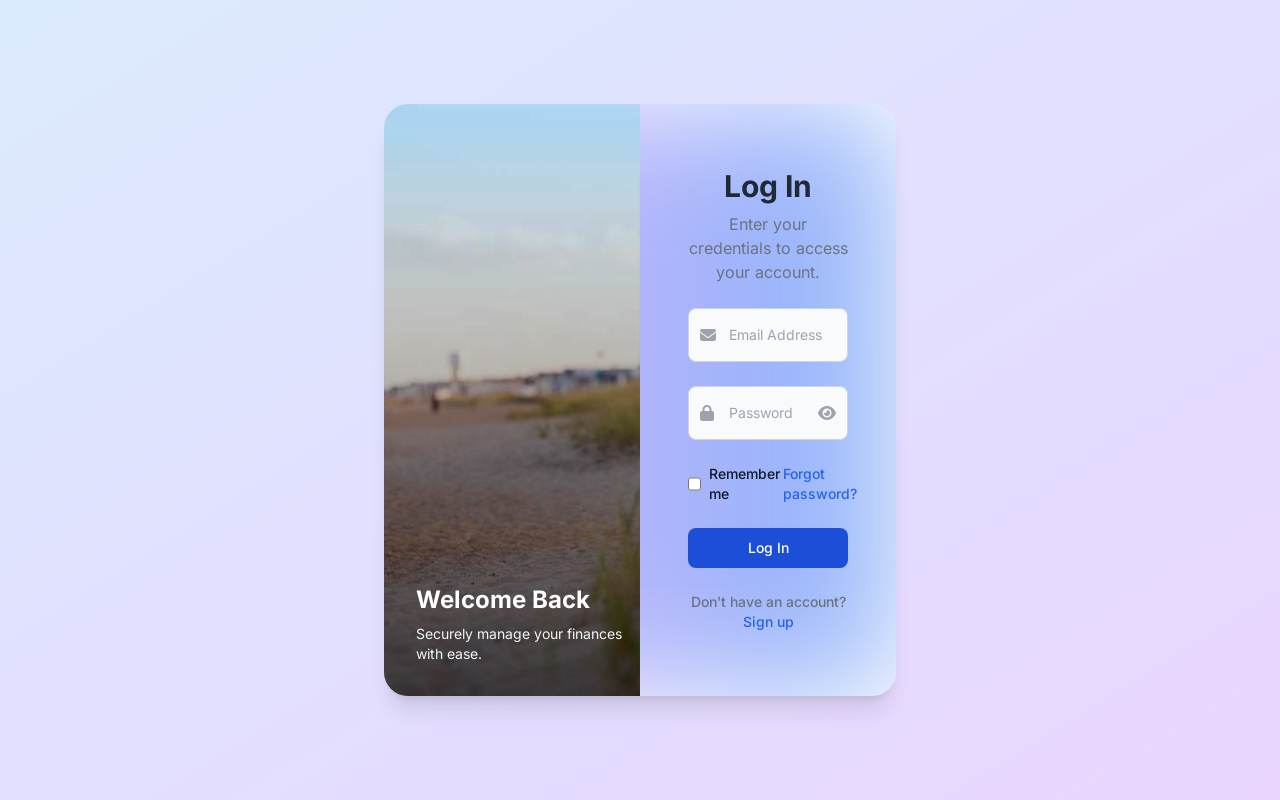 Welcome Back
Securely manage your finances
with ease.
Log In
Enter your
credentials to access
your account.
Email Address
Password
Remember
me
Forgot
password?
Log In
Don't have an account?
Sign up